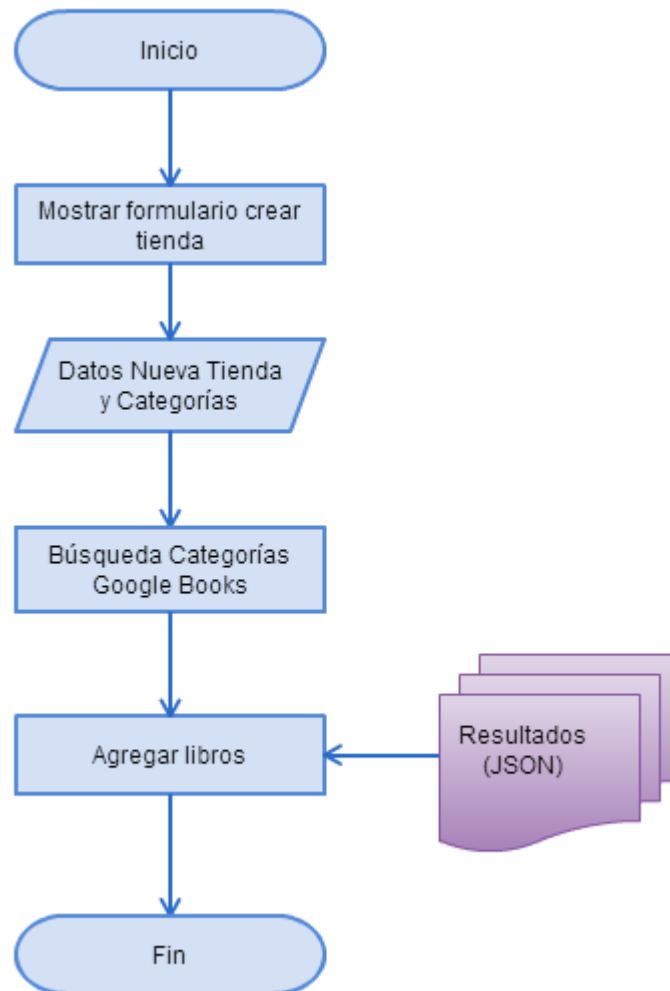 Inicio
Mostrar formulario crear
tienda
Datos Nueva Tienda
y Categorías
Búsqueda Categorías
Google Books
Agregar libros
Resultados
(JSON)
Fin